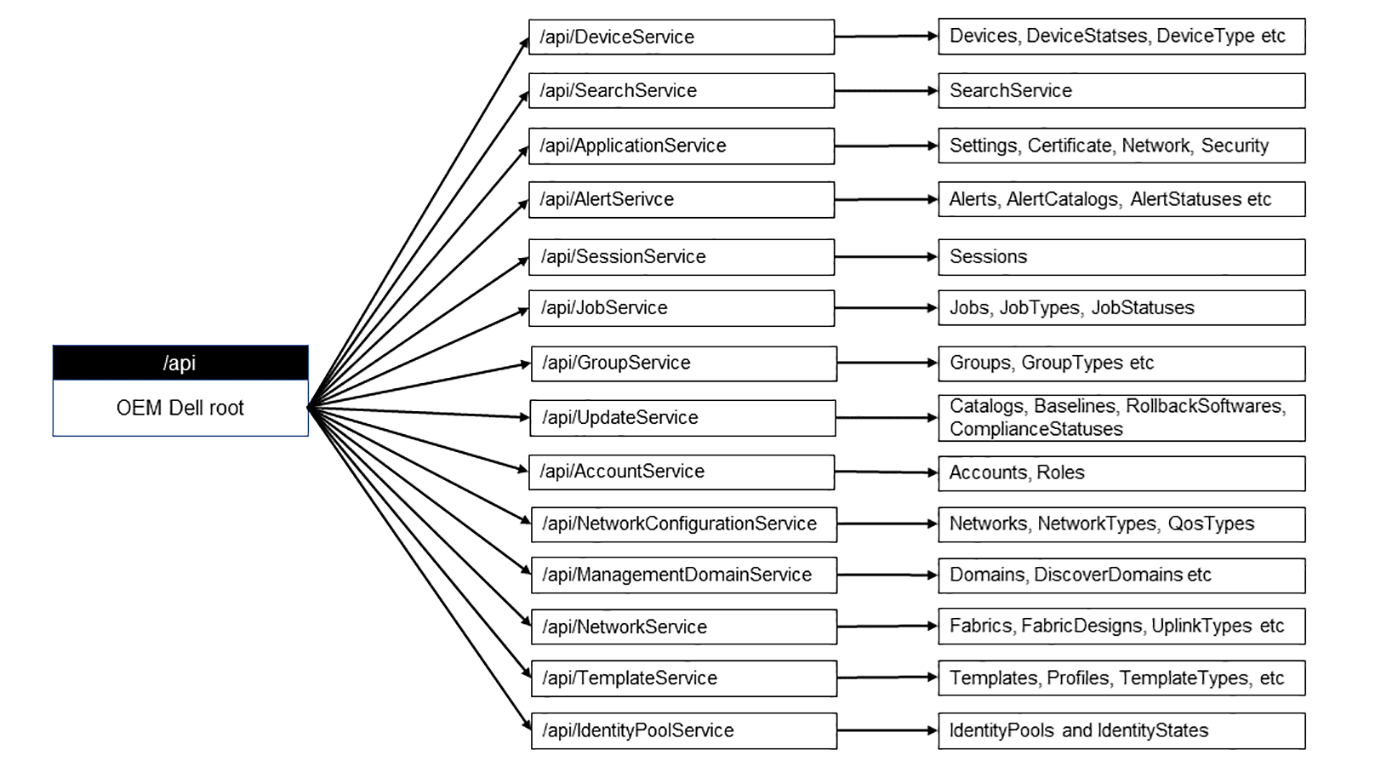 /api
OEM Dell root
/api/DeviceService
Devices, DeviceStatses, DeviceType etc
/api/SearchService
SearchService
/api/ApplicationService
Settings, Certificate, Network, Security
/api/AlertSerivce
Alerts, AlertCatalogs, AlertStatuses etc
/api/SessionService
Sessions
/api/JobService
Jobs, JobTypes, JobStatuses
/api/GroupService
Groups, GroupTypes etc
/api/UpdateService
Catalogs, Baselines, RollbackSoftwares,
ComplianceStatuses
/api/AccountService
Accounts, Roles
/api/NetworkConfigurationService
Networks, NetworkTypes, QosTypes
/api/ManagementDomainService
Domains, DiscoverDomains etc
/api/NetworkService
Fabrics, FabricDesigns, UplinkTypes etc
/api/TemplateService
Templates, Profiles, TemplateTypes, etc
/api/IdentityPoolService
IdentityPools and IdentityStates